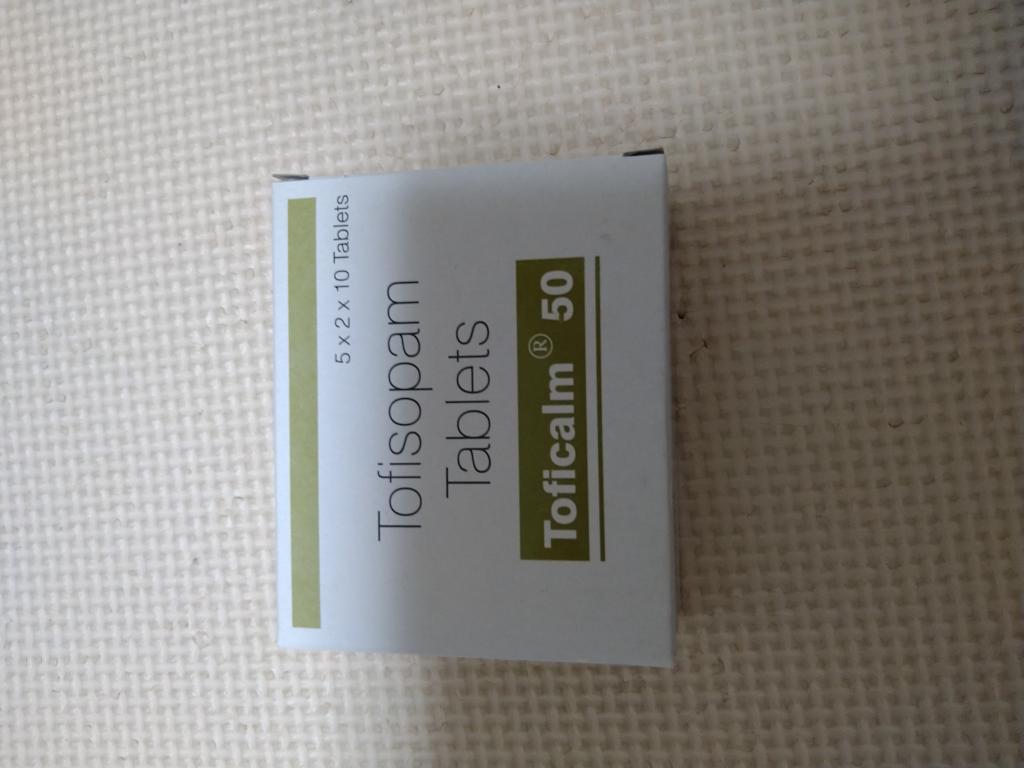 5 x 2 x 10 Tablets
Tofisopam
Tablets
Toficalm ® 50